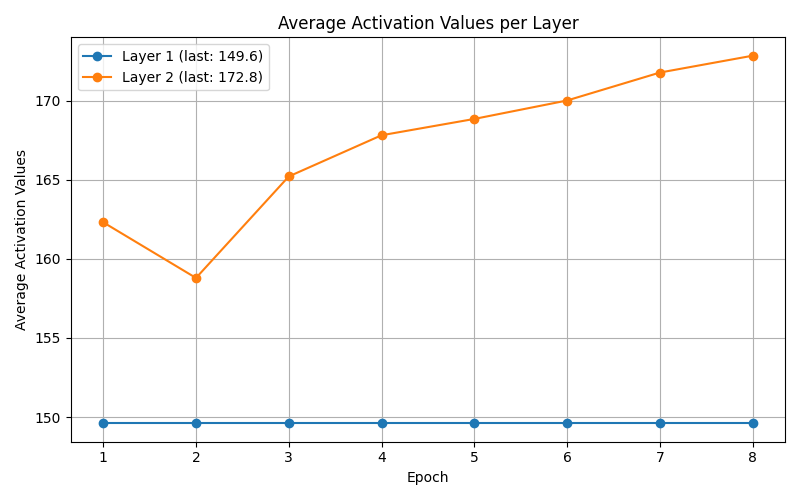 Average Activation Values per Layer
Layer 1 (last: 149.6)
Layer 2 (last: 172.8)
Average Activation Values
170
165
160
155
150
1 2 3 4 5 6 7 8
Epoch